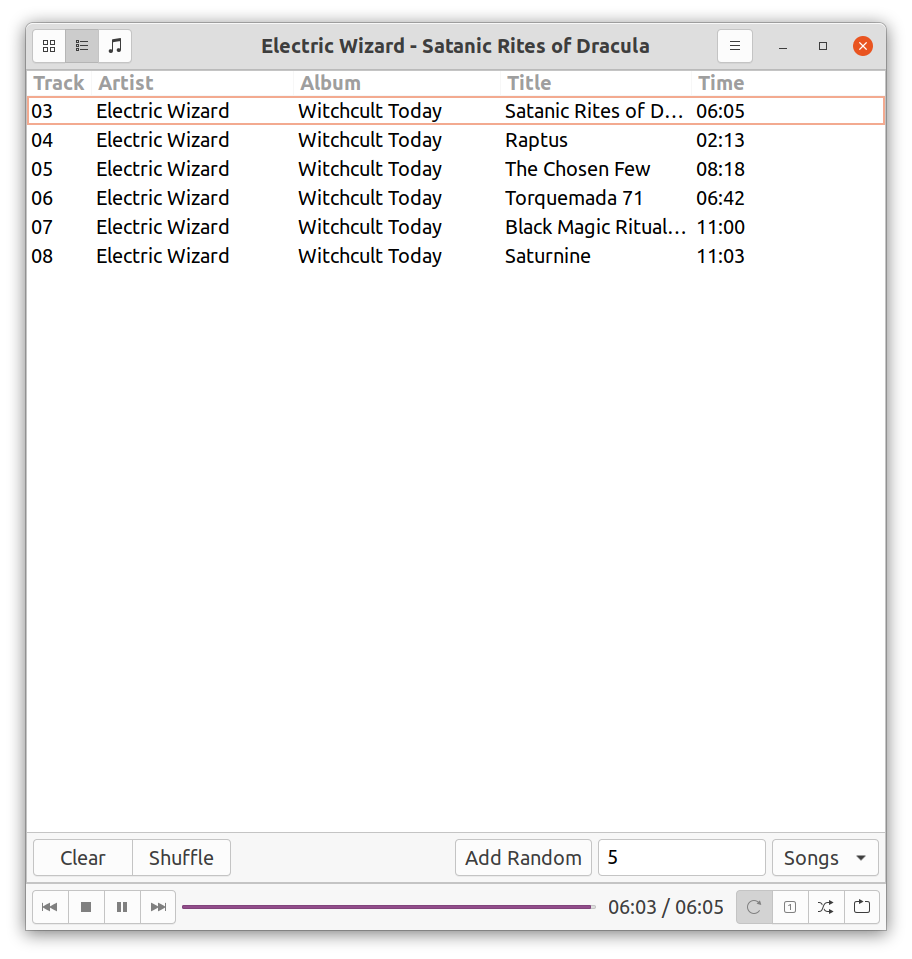 Electric Wizard - Satanic Rites of Dracula
Track Artist Album Title Time
03 Electric Wizard Witchcult Today Satanic Rites of D... 06:05
04 Electric Wizard Witchcult Today Raptus 02:13
05 Electric Wizard Witchcult Today The Chosen Few 08:18
06 Electric Wizard Witchcult Today Torquemada 71 06:42
07 Electric Wizard Witchcult Today Black Magic Ritual... 11:00
08 Electric Wizard Witchcult Today Saturnine 11:03
Clear Shuffle Add Random 5 Songs
06:03 / 06:05 1